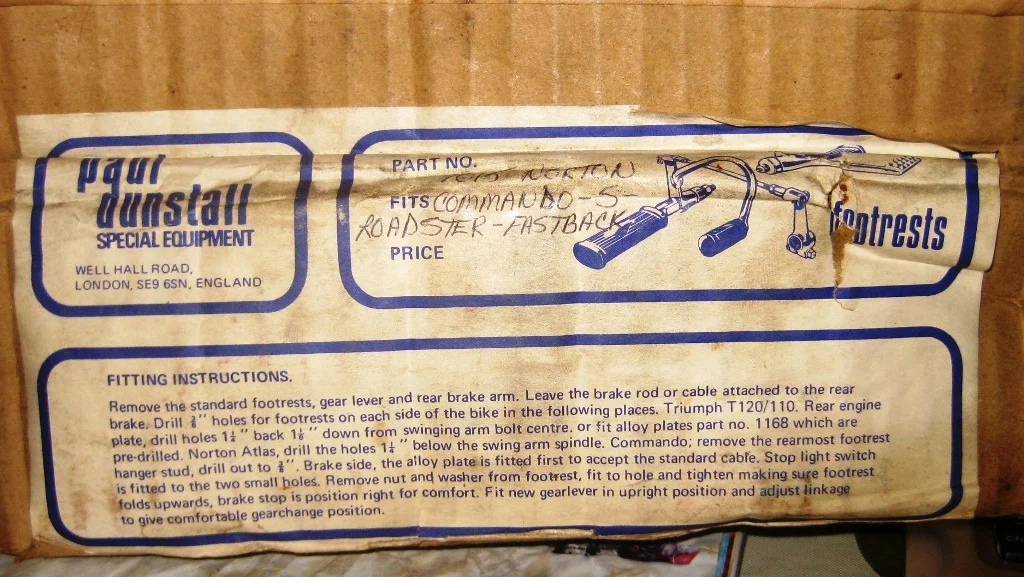 paul
dunstall
SPECIAL EQUIPMENT
WELL HALL ROAD,
LONDON, SE9 6SN, ENGLAND
PART NO.
NORTON
FITS COMMANDO-S
ROADSTER-FASTBACK
PRICE
footrests
FITTING INSTRUCTIONS.
Remove the standard footrests, gear lever and rear brake arm. Leave the brake rod or cable attached to the rear
brake. Drill " holes for footrests on each side of the bike in the following places. Triumph T120/110. Rear engine
plate, drill holes 1¼" back 1⅛" down from swinging arm bolt centre, or fit alloy plates part no. 1168 which are
pre-drilled. Norton Atlas, drill the holes 1¼" below the swing arm spindle. Commando; remove the rearmost footrest
hanger stud, drill out to ". Brake side, the alloy plate is fitted first to accept the standard cable. Stop light switch
is fitted to the two small holes. Remove nut and washer from footrest, fit to hole and tighten making sure footrest
folds upwards, brake stop is position right for comfort. Fit new gearlever in upright position and adjust linkage
to give comfortable gearchange position.